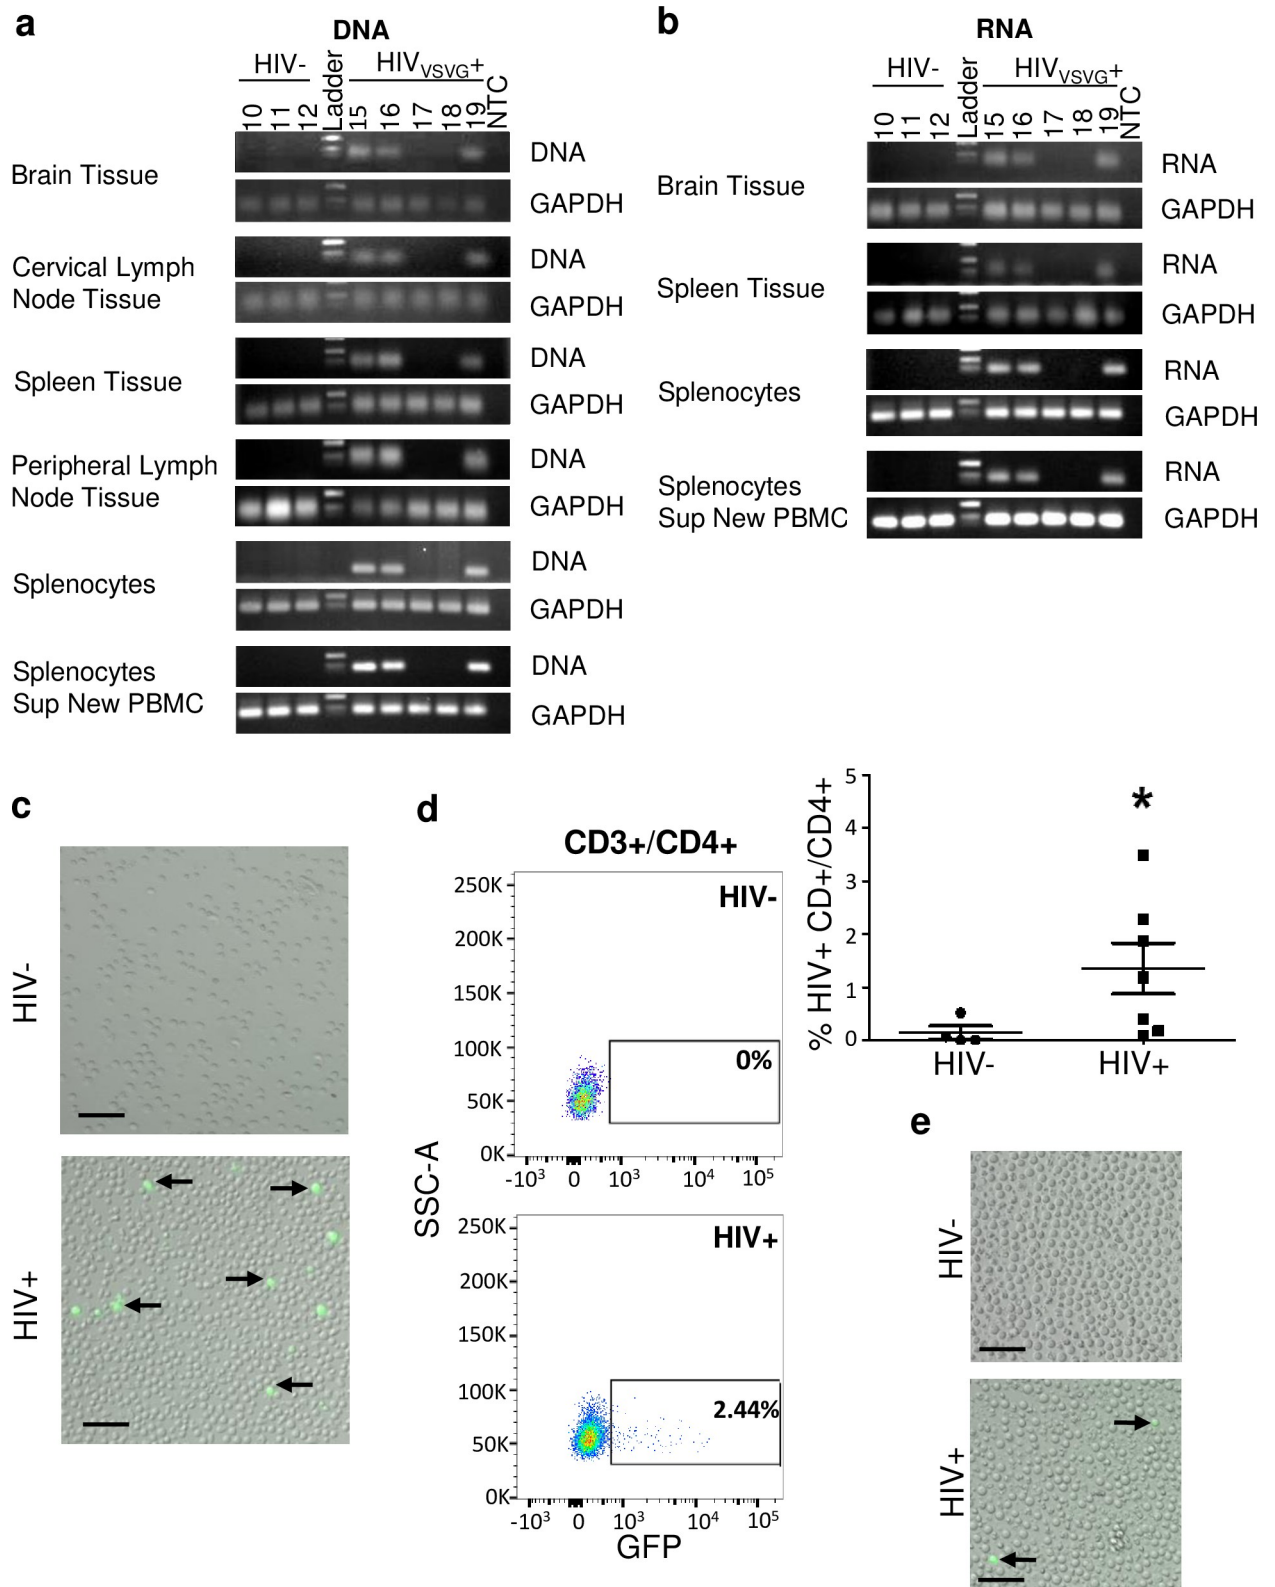 a
DNA
HIV-
Ladder
HIVVSVG+
10
11
12
15
16
17
18
19
NTC
Brain Tissue
DNA
GAPDH
Cervical Lymph
Node Tissue
DNA
GAPDH
Spleen Tissue
DNA
GAPDH
Peripheral Lymph
Node Tissue
DNA
GAPDH
Splenocytes
DNA
GAPDH
Splenocytes
Sup New PBMC
DNA
GAPDH
b
RNA
HIV-
Ladder
HIVVSVG+
10
11
12
15
16
17
18
19
NTC
Brain Tissue
RNA
GAPDH
Spleen Tissue
RNA
GAPDH
Splenocytes
RNA
GAPDH
Splenocytes
Sup New PBMC
RNA
GAPDH
c
HIV-
HIV+
d
CD3+/CD4+
HIV-
250K
200K
150K
100K
50K
0K
0%
-10³ 0 10³ 10⁴ 10⁵
SSC-A
HIV+
250K
200K
150K
100K
50K
0K
2.44%
-10³ 0 10³ 10⁴ 10⁵
GFP
% HIV+ CD+/CD4+
5
4
3
2
1
0
*
HIV- HIV+
e
HIV-
HIV+